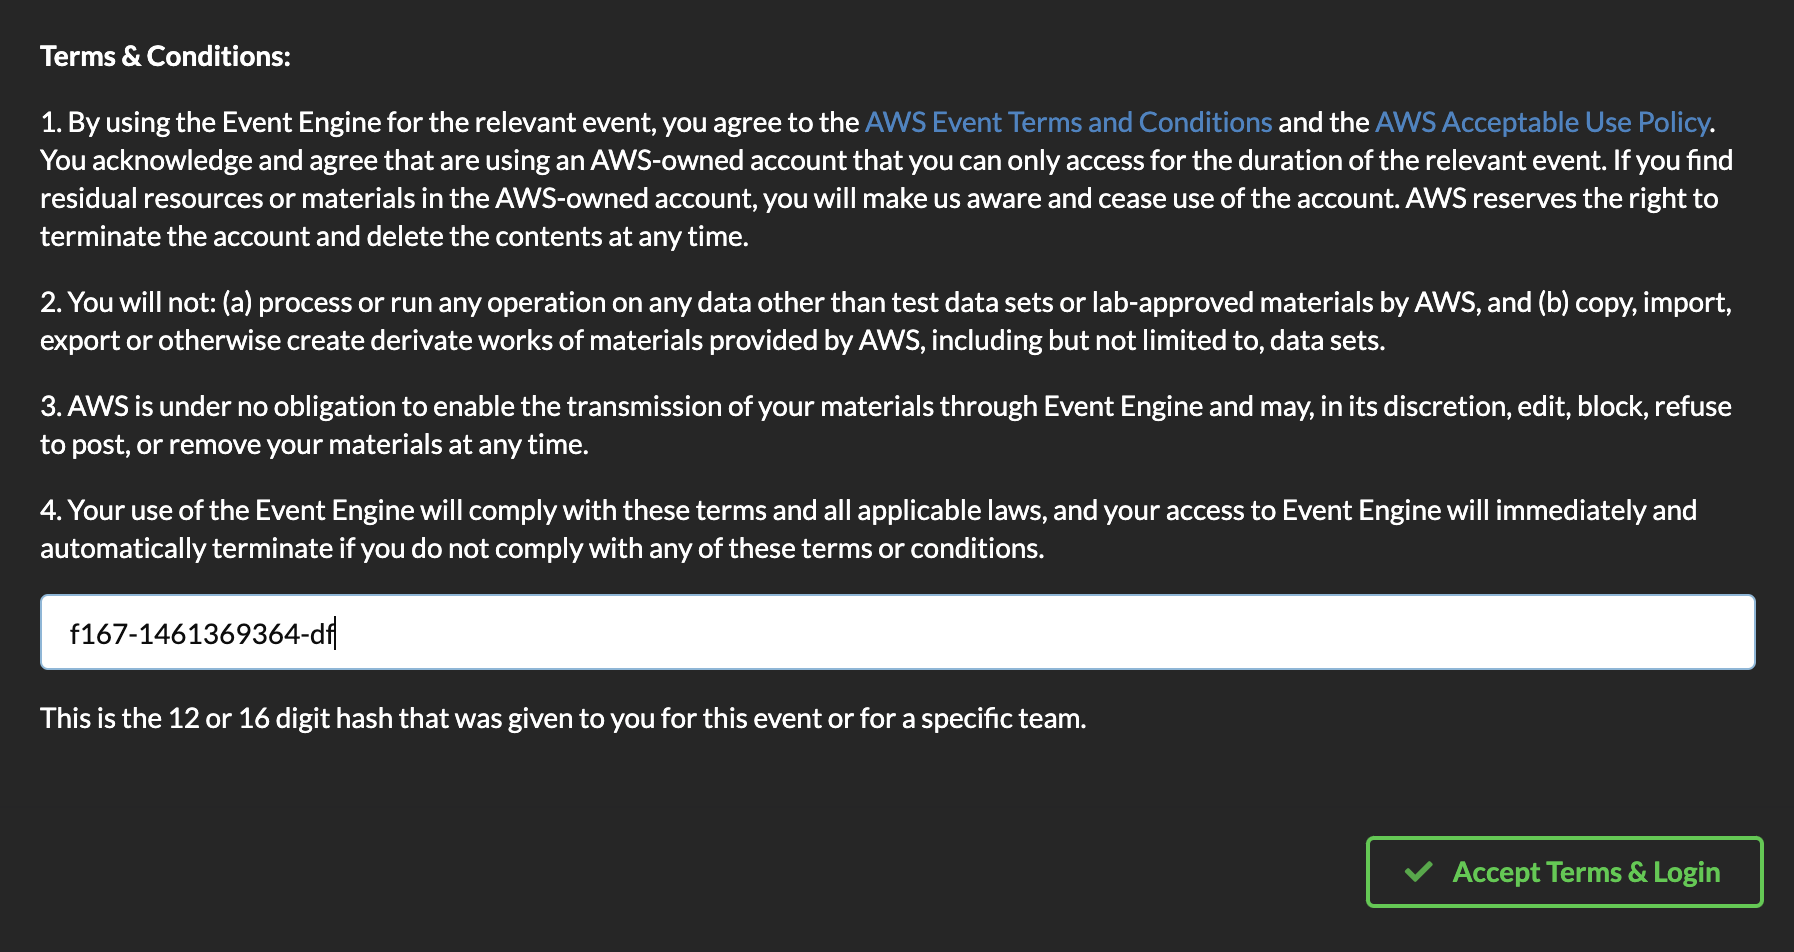 Terms & Conditions:
1. By using the Event Engine for the relevant event, you agree to the AWS Event Terms and Conditions and the AWS Acceptable Use Policy.
You acknowledge and agree that are using an AWS-owned account that you can only access for the duration of the relevant event. If you find
residual resources or materials in the AWS-owned account, you will make us aware and cease use of the account. AWS reserves the right to
terminate the account and delete the contents at any time.
2. You will not: (a) process or run any operation on any data other than test data sets or lab-approved materials by AWS, and (b) copy, import,
export or otherwise create derivate works of materials provided by AWS, including but not limited to, data sets.
3. AWS is under no obligation to enable the transmission of your materials through Event Engine and may, in its discretion, edit, block, refuse
to post, or remove your materials at any time.
4. Your use of the Event Engine will comply with these terms and all applicable laws, and your access to Event Engine will immediately and
automatically terminate if you do not comply with any of these terms or conditions.
f167-1461369364-df
This is the 12 or 16 digit hash that was given to you for this event or for a specific team.
Accept Terms & Login